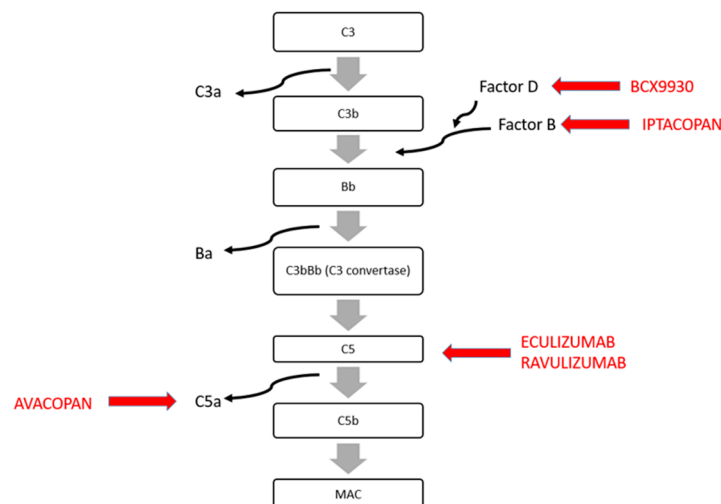 C3
C3a
Factor D
BCX9930
C3b
Factor B
IPTACOPAN
Bb
Ba
C3bBb (C3 convertase)
C5
ECULIZUMAB
RAVULIZUMAB
AVACOPAN
C5a
C5b
MAC